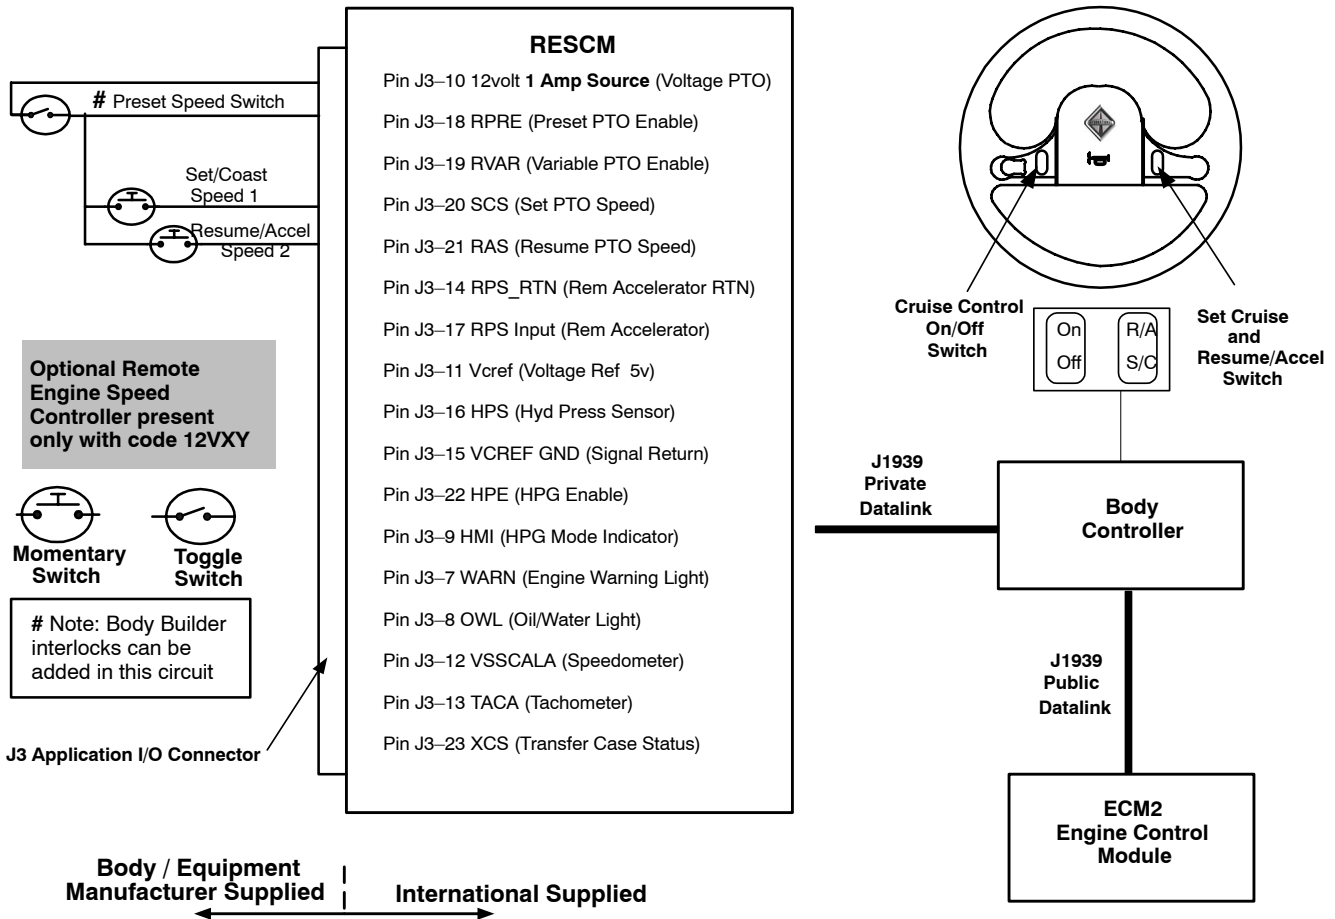 RESCM
Pin J3–10 12volt 1 Amp Source (Voltage PTO)
Pin J3–18 RPRE (Preset PTO Enable)
Pin J3–19 RVAR (Variable PTO Enable)
Pin J3–20 SCS (Set PTO Speed)
Pin J3–21 RAS (Resume PTO Speed)
Pin J3–14 RPS_RTN (Rem Accelerator RTN)
Pin J3–17 RPS Input (Rem Accelerator)
Pin J3–11 Vcref (Voltage Ref 5v)
Pin J3–16 HPS (Hyd Press Sensor)
Pin J3–15 VCREF GND (Signal Return)
Pin J3–22 HPE (HPG Enable)
Pin J3–9 HMI (HPG Mode Indicator)
Pin J3–7 WARN (Engine Warning Light)
Pin J3–8 OWL (Oil/Water Light)
Pin J3–12 VSSCALA (Speedometer)
Pin J3–13 TACA (Tachometer)
Pin J3–23 XCS (Transfer Case Status)
# Preset Speed Switch
Set/Coast
Speed 1
Resume/Accel
Speed 2
Optional Remote
Engine Speed
Controller present
only with code 12VXY
Momentary
Switch
Toggle
Switch
# Note: Body Builder
interlocks can be
added in this circuit
J3 Application I/O Connector
Body / Equipment
Manufacturer Supplied
International Supplied
Cruise Control
On/Off
Switch
On
Off
R/A
S/C
Set Cruise
and
Resume/Accel
Switch
J1939
Private
Datalink
Body
Controller
J1939
Public
Datalink
ECM2
Engine Control
Module